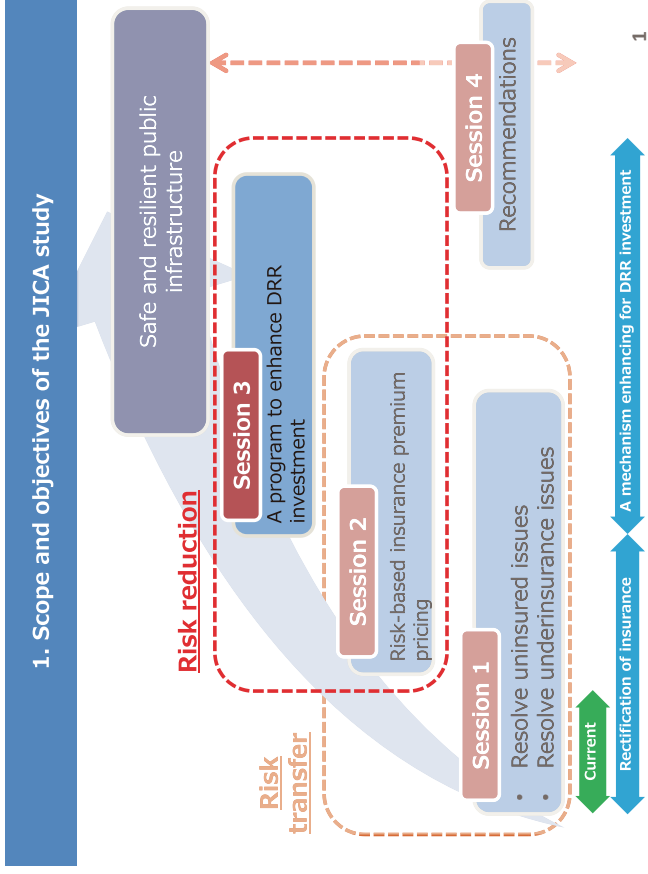 1. Scope and objectives of the JICA study
Safe and resilient public
infrastructure
Risk reduction
Session 3
A program to enhance DRR
investment
Risk
transfer
Session 2
Risk-based insurance premium
pricing
Session 1
• Resolve uninsured issues
• Resolve underinsurance issues
Session 4
Recommendations
Current
Rectification of insurance
A mechanism enhancing for DRR investment
1